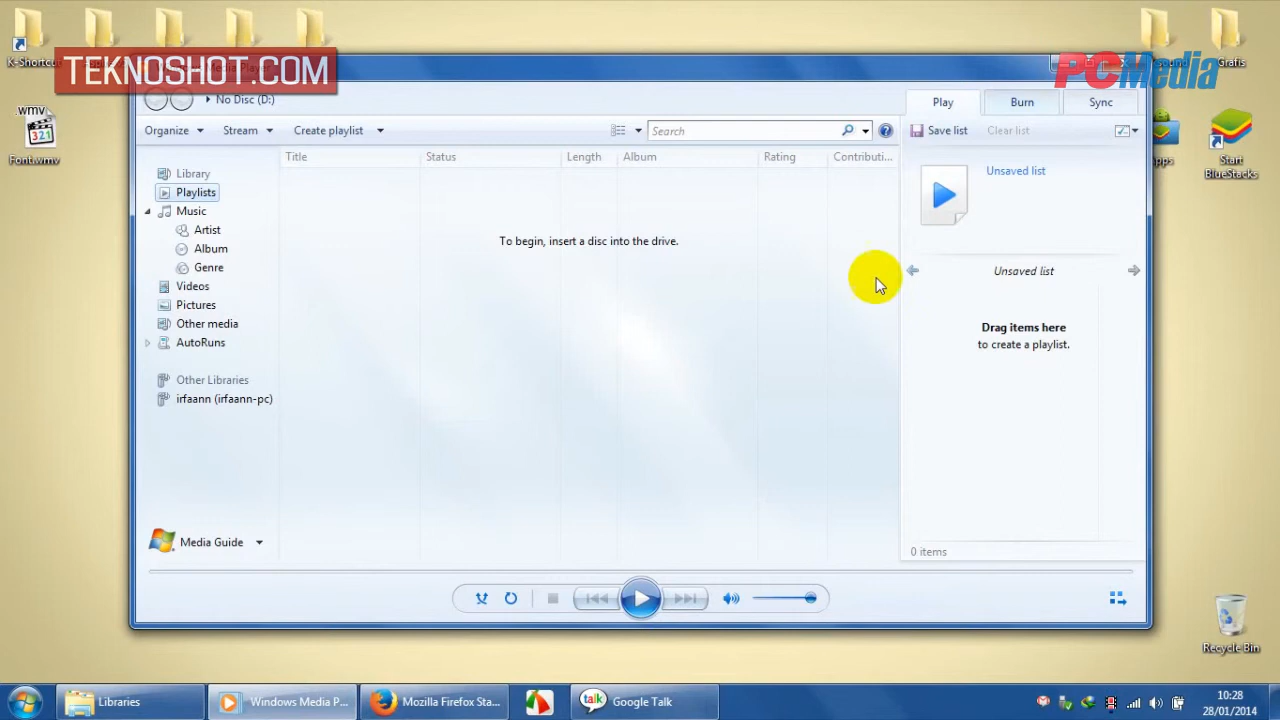 K-Shortcu
TEKNOSHOT.COM
PCMedia
Grafis
.wmv
Font.wmv
Apps
Start
BlueStacks
No Disc (D:)
Play
Burn
Sync
Organize
Stream
Create playlist
Search
Save list
Clear list
Title
Status
Length
Album
Rating
Contributi...
Library
Playlists
Music
Artist
Album
Genre
Videos
Pictures
Other media
AutoRuns
Other Libraries
irfaann (irfaann-pc)
To begin, insert a disc into the drive.
Unsaved list
Unsaved list
Drag items here
to create a playlist.
Media Guide
0 items
Recycle Bin
Libraries
Windows Media P...
Mozilla Firefox Sta...
talk
Google Talk
10:28
28/01/2014